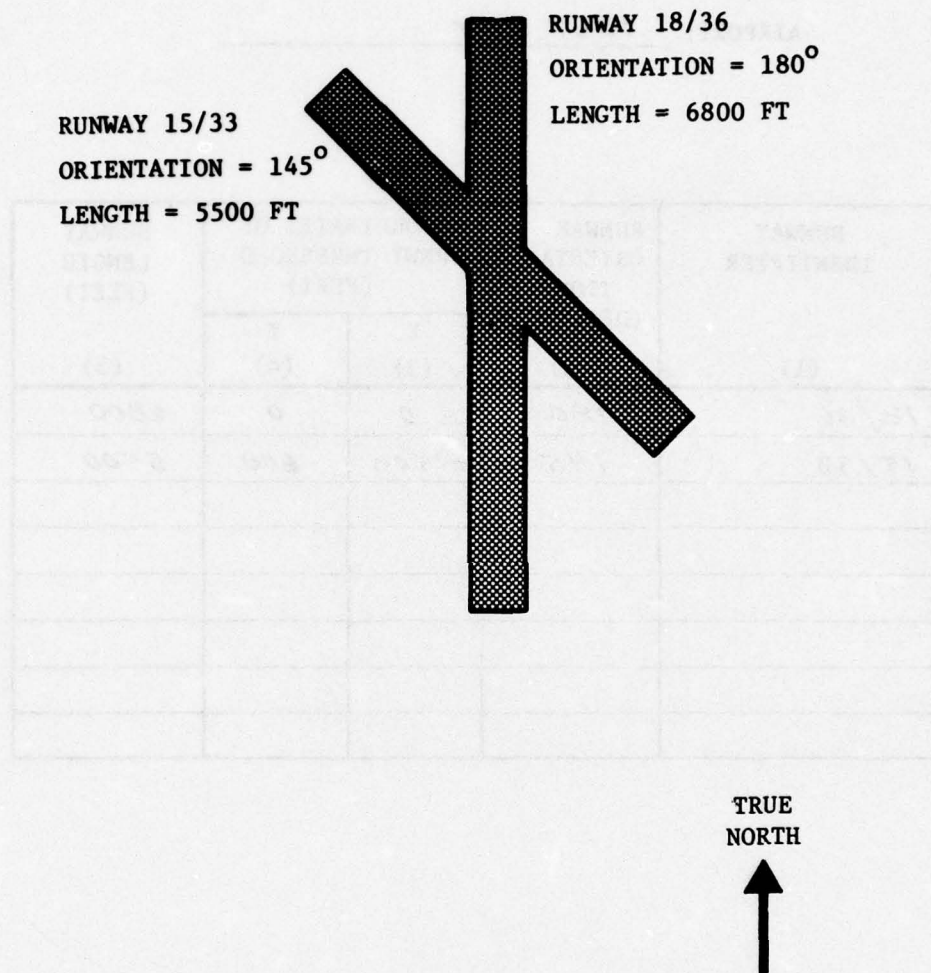 RUNWAY 18/36
ORIENTATION = 180°
LENGTH = 6800 FT
RUNWAY 15/33
ORIENTATION = 145°
LENGTH = 5500 FT
TRUE
NORTH